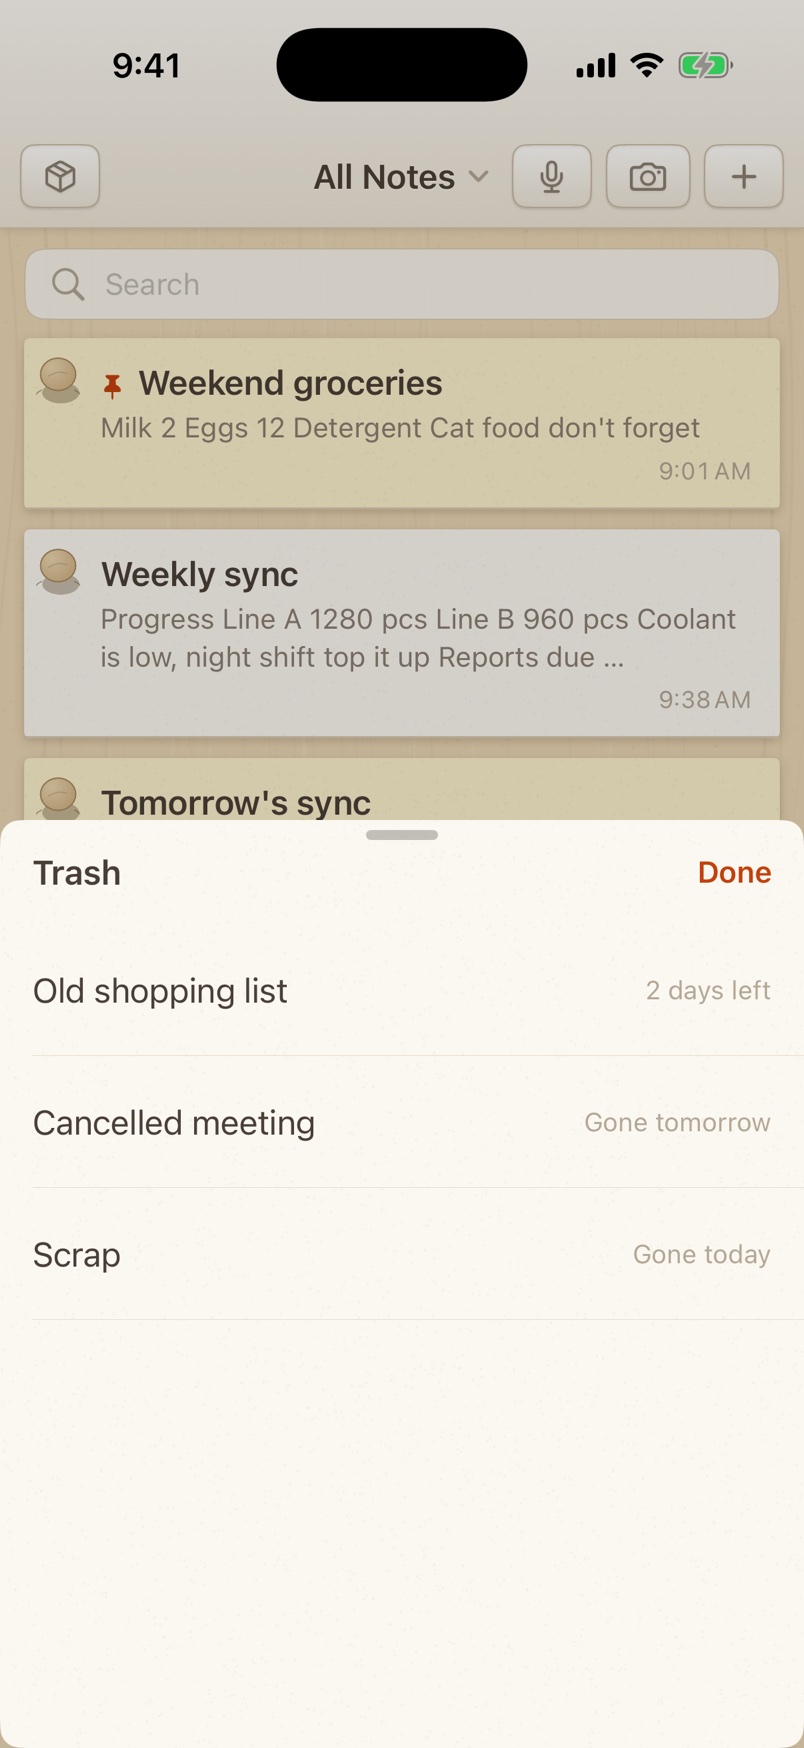 9:41
All Notes
Search
Weekend groceries
Milk 2 Eggs 12 Detergent Cat food don't forget
9:01 AM
Weekly sync
Progress Line A 1280 pcs Line B 960 pcs Coolant
is low, night shift top it up Reports due ...
9:38 AM
Tomorrow's sync
Trash
Done
Old shopping list
2 days left
Cancelled meeting
Gone tomorrow
Scrap
Gone today